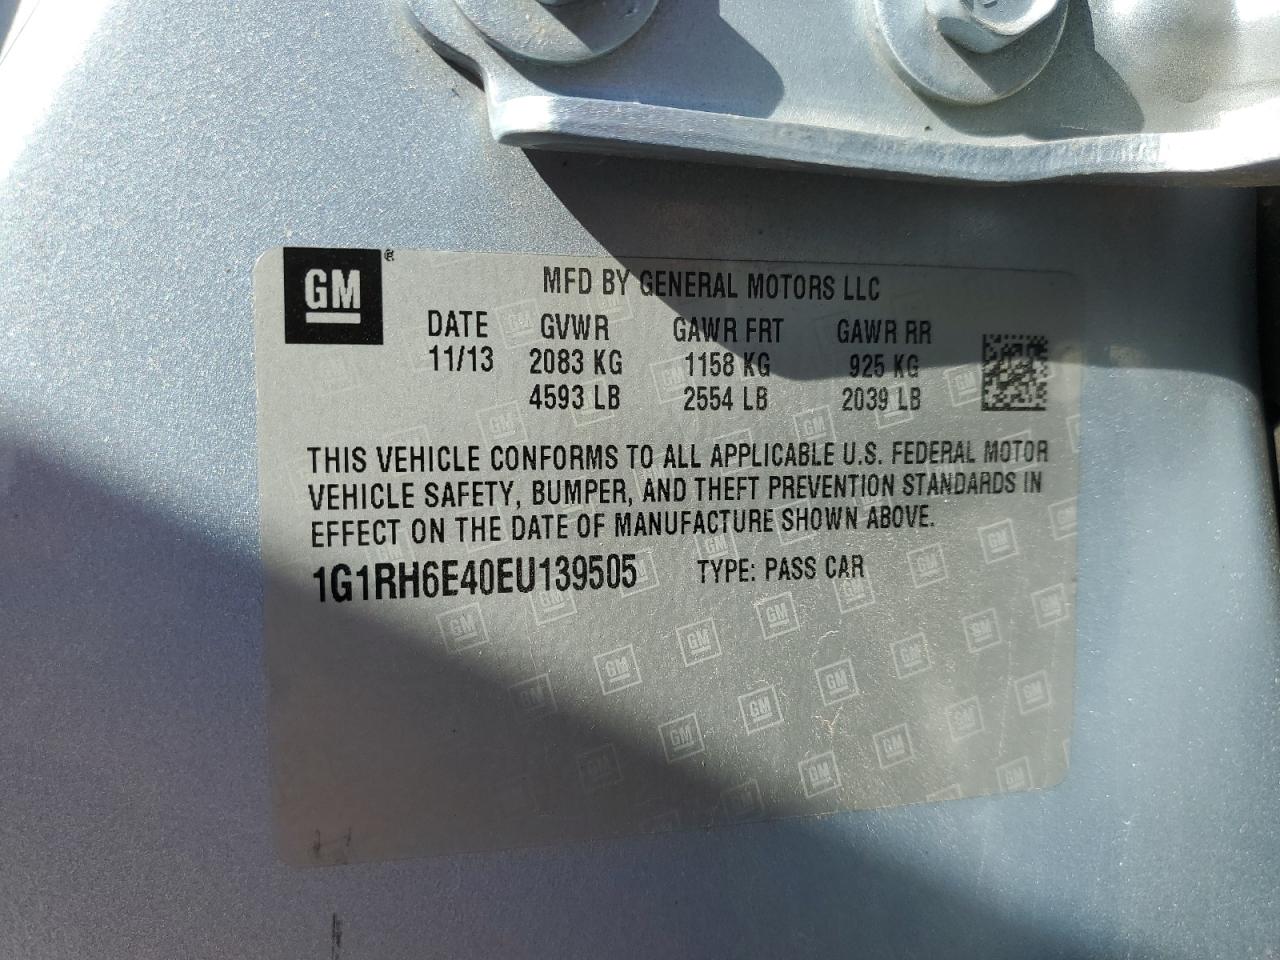 GM ®
MFD BY GENERAL MOTORS LLC
DATE GVWR GAWR FRT GAWR RR
11/13 2083 KG 1158 KG 925 KG
4593 LB 2554 LB 2039 LB
THIS VEHICLE CONFORMS TO ALL APPLICABLE U.S. FEDERAL MOTOR
VEHICLE SAFETY, BUMPER, AND THEFT PREVENTION STANDARDS IN
EFFECT ON THE DATE OF MANUFACTURE SHOWN ABOVE.
1G1RH6E40EU139505 TYPE: PASS CAR